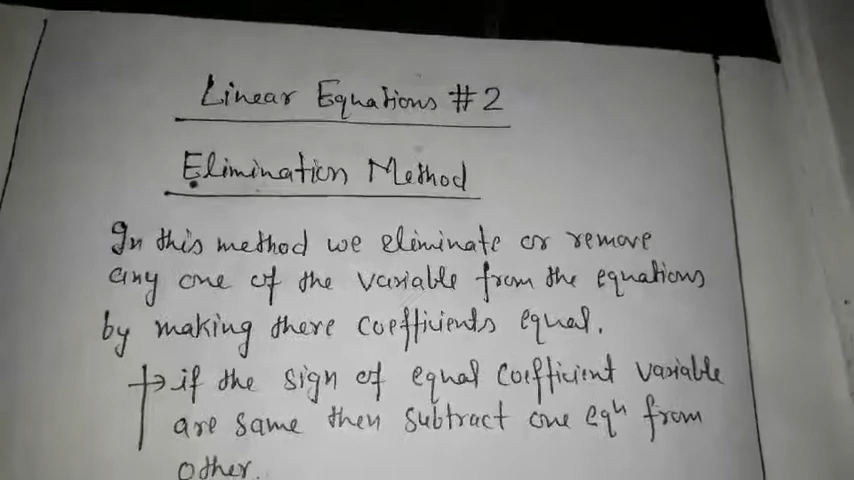 Linear Equations #2
Elimination Method
In this method we eliminate or remove
any one of the variable from the equations
by making there coefficients equal.
→ if the sign of equal coefficient variable
are same then subtract one eqn from
other.